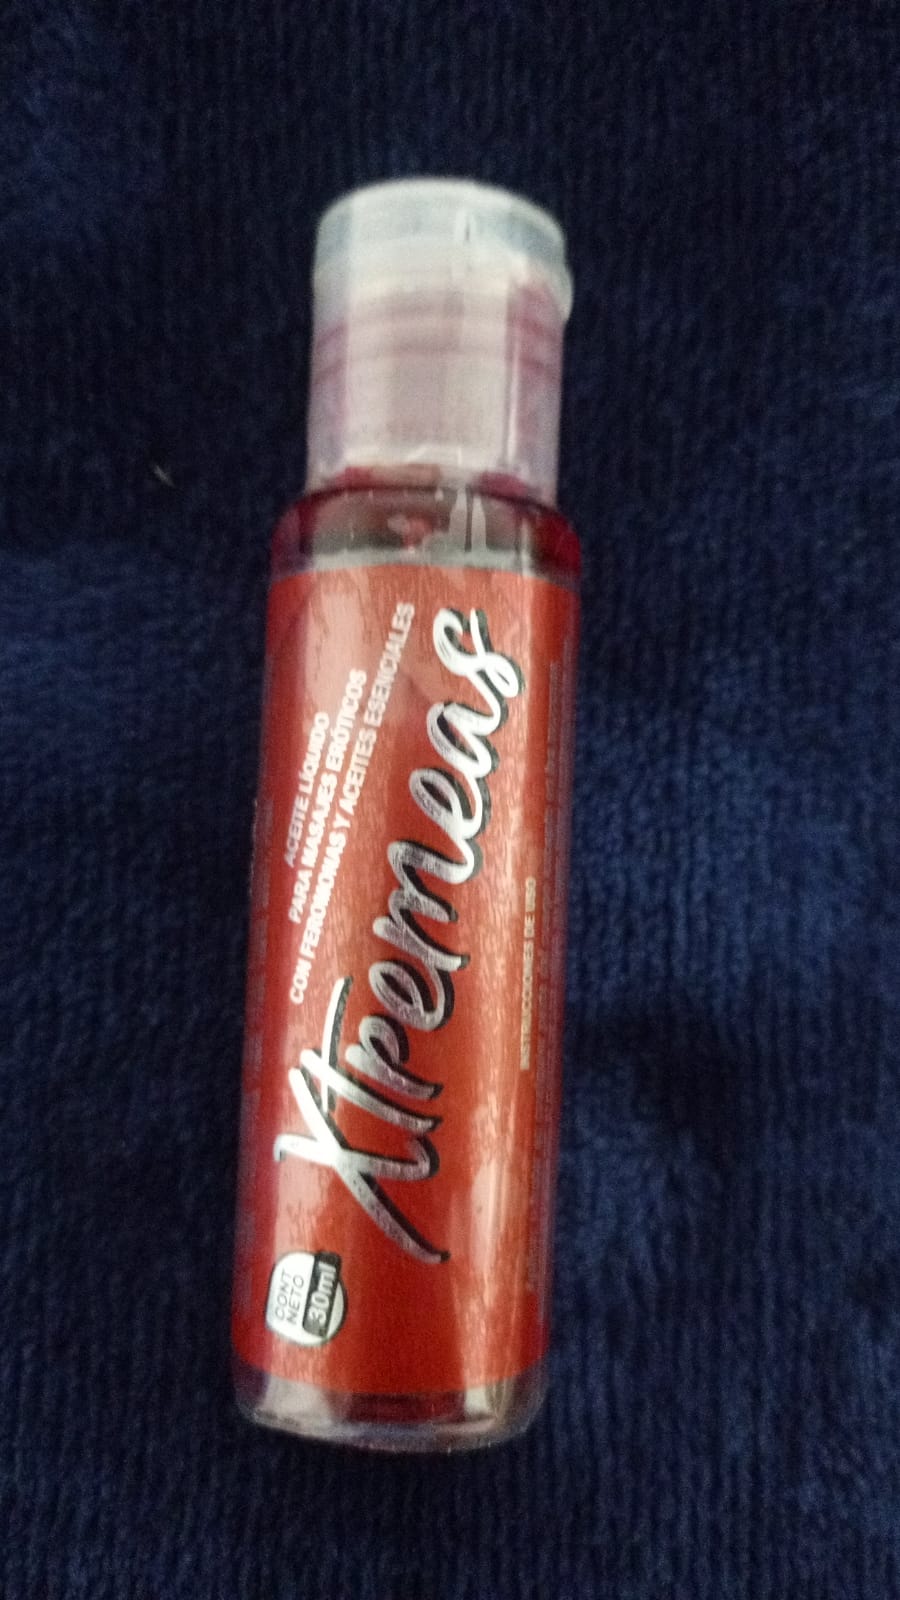 ACEITE LÍQUIDO
PARA MASAJES ERÓTICOS
CON FEROMONAS Y ACEITES ESENCIALES
Xtremeas
CONT
NETO
30ml
INSTRUCCIONES DE USO